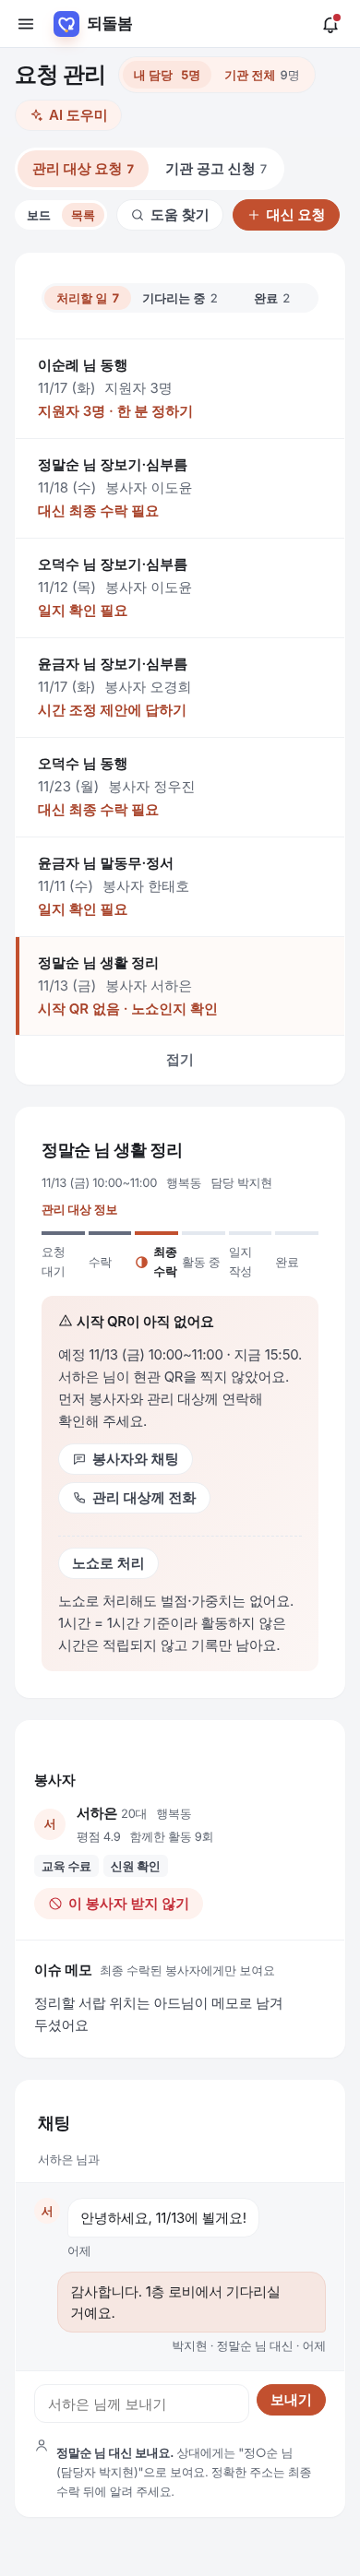 되돌봄
요청 관리
내 담당 5명
기관 전체 9명
AI 도우미
관리 대상 요청 7
기관 공고 신청 7
보드
목록
도움 찾기
대신 요청
처리할 일 7
기다리는 중 2
완료 2
이순례 님 동행
11/17 (화) 지원자 3명
지원자 3명 · 한 분 정하기
정말순 님 장보기·심부름
11/18 (수) 봉사자 이도윤
대신 최종 수락 필요
오덕수 님 장보기·심부름
11/12 (목) 봉사자 이도윤
일지 확인 필요
윤금자 님 장보기·심부름
11/17 (화) 봉사자 오경희
시간 조정 제안에 답하기
오덕수 님 동행
11/23 (월) 봉사자 정우진
대신 최종 수락 필요
윤금자 님 말동무·정서
11/11 (수) 봉사자 한태호
일지 확인 필요
정말순 님 생활 정리
11/13 (금) 봉사자 서하은
시작 QR 없음 · 노쇼인지 확인
접기
정말순 님 생활 정리
11/13 (금) 10:00~11:00 행복동 담당 박지현
관리 대상 정보
요청
대기
수락
최종
수락
활동 중
일지
작성
완료
시작 QR이 아직 없어요
예정 11/13 (금) 10:00~11:00 · 지금 15:50.
서하은 님이 현관 QR을 찍지 않았어요.
먼저 봉사자와 관리 대상께 연락해
확인해 주세요.
봉사자와 채팅
관리 대상께 전화
노쇼로 처리
노쇼로 처리해도 벌점·가중치는 없어요.
1시간 = 1시간 기준이라 활동하지 않은
시간은 적립되지 않고 기록만 남아요.
봉사자
서
서하은 20대 행복동
평점 4.9 함께한 활동 9회
교육 수료
신원 확인
이 봉사자 받지 않기
이슈 메모 최종 수락된 봉사자에게만 보여요
정리할 서랍 위치는 아드님이 메모로 남겨
두셨어요
채팅
서하은 님과
서
안녕하세요, 11/13에 뵐게요!
어제
감사합니다. 1층 로비에서 기다리실
거예요.
박지현 · 정말순 님 대신 · 어제
서하은 님께 보내기
보내기
정말순 님 대신 보내요. 상대에게는 "정○순 님
(담당자 박지현)"으로 보여요. 정확한 주소는 최종
수락 뒤에 알려 주세요.